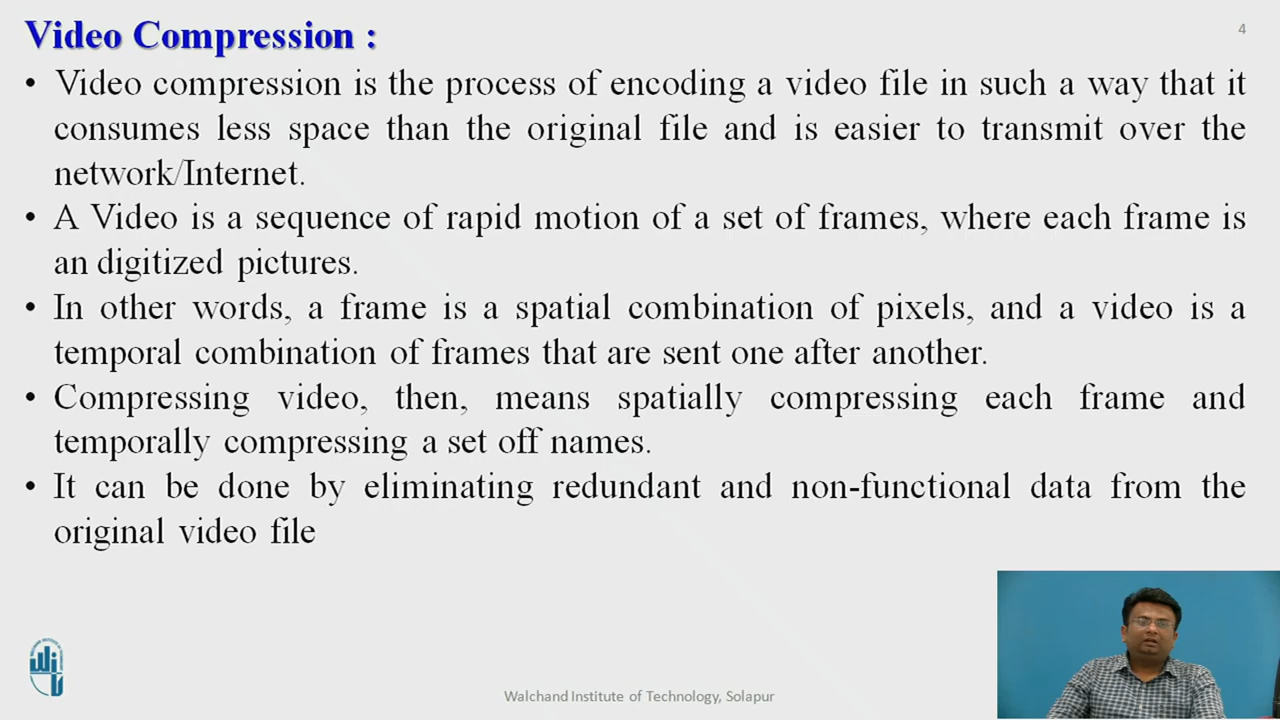 Video Compression :
4
• Video compression is the process of encoding a video file in such a way that it
consumes less space than the original file and is easier to transmit over the
network/Internet.
• A Video is a sequence of rapid motion of a set of frames, where each frame is
an digitized pictures.
• In other words, a frame is a spatial combination of pixels, and a video is a
temporal combination of frames that are sent one after another.
• Compressing video, then, means spatially compressing each frame and
temporally compressing a set off names.
• It can be done by eliminating redundant and non-functional data from the
original video file
Walchand Institute of Technology, Solapur